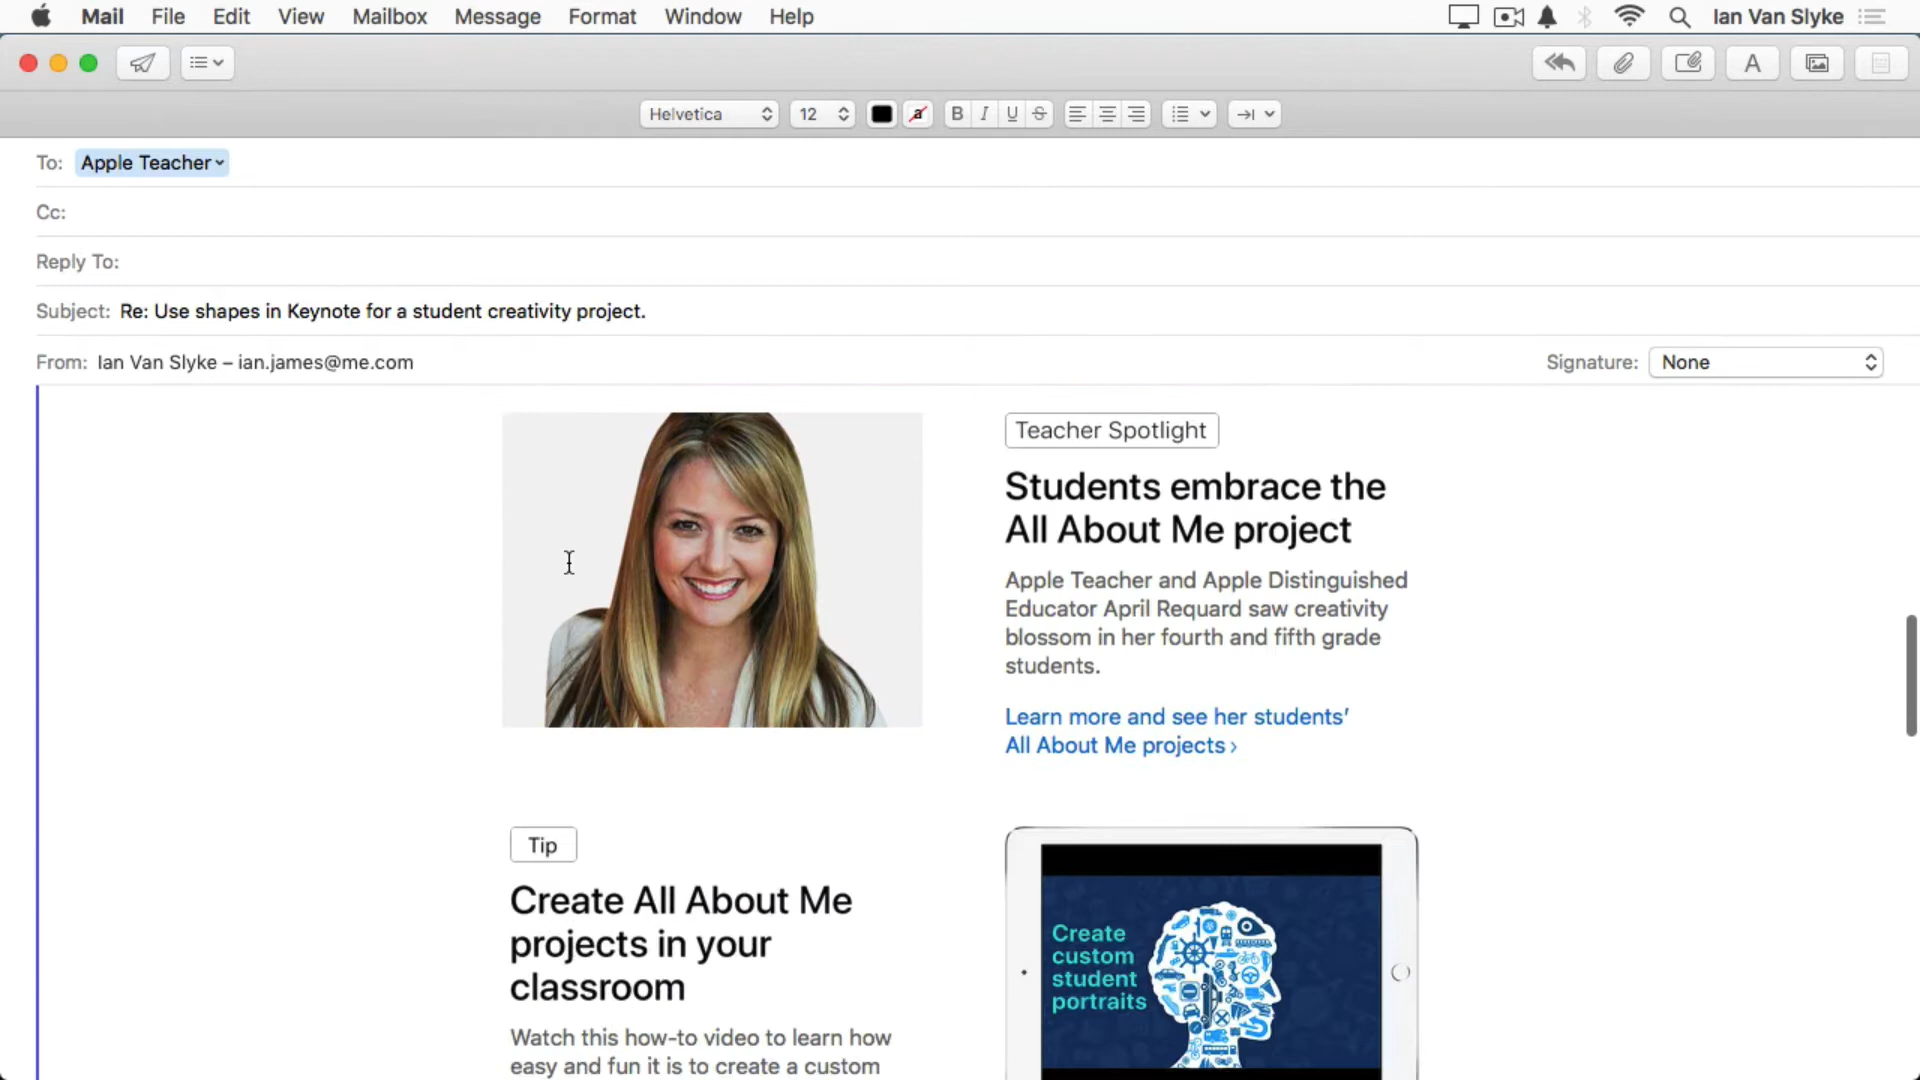 Mail File Edit View Mailbox Message Format Window Help Ian Van Slyke
Helvetica 12 a B I U S
To: Apple Teacher
Cc:
Reply To:
Subject: Re: Use shapes in Keynote for a student creativity project.
From: Ian Van Slyke – ian.james@me.com Signature: None
Teacher Spotlight
Students embrace the
All About Me project
Apple Teacher and Apple Distinguished
Educator April Requard saw creativity
blossom in her fourth and fifth grade
students.
Learn more and see her students’
All About Me projects ›
Tip
Create All About Me
projects in your
classroom
Watch this how-to video to learn how
easy and fun it is to create a custom
Create
custom
student
portraits